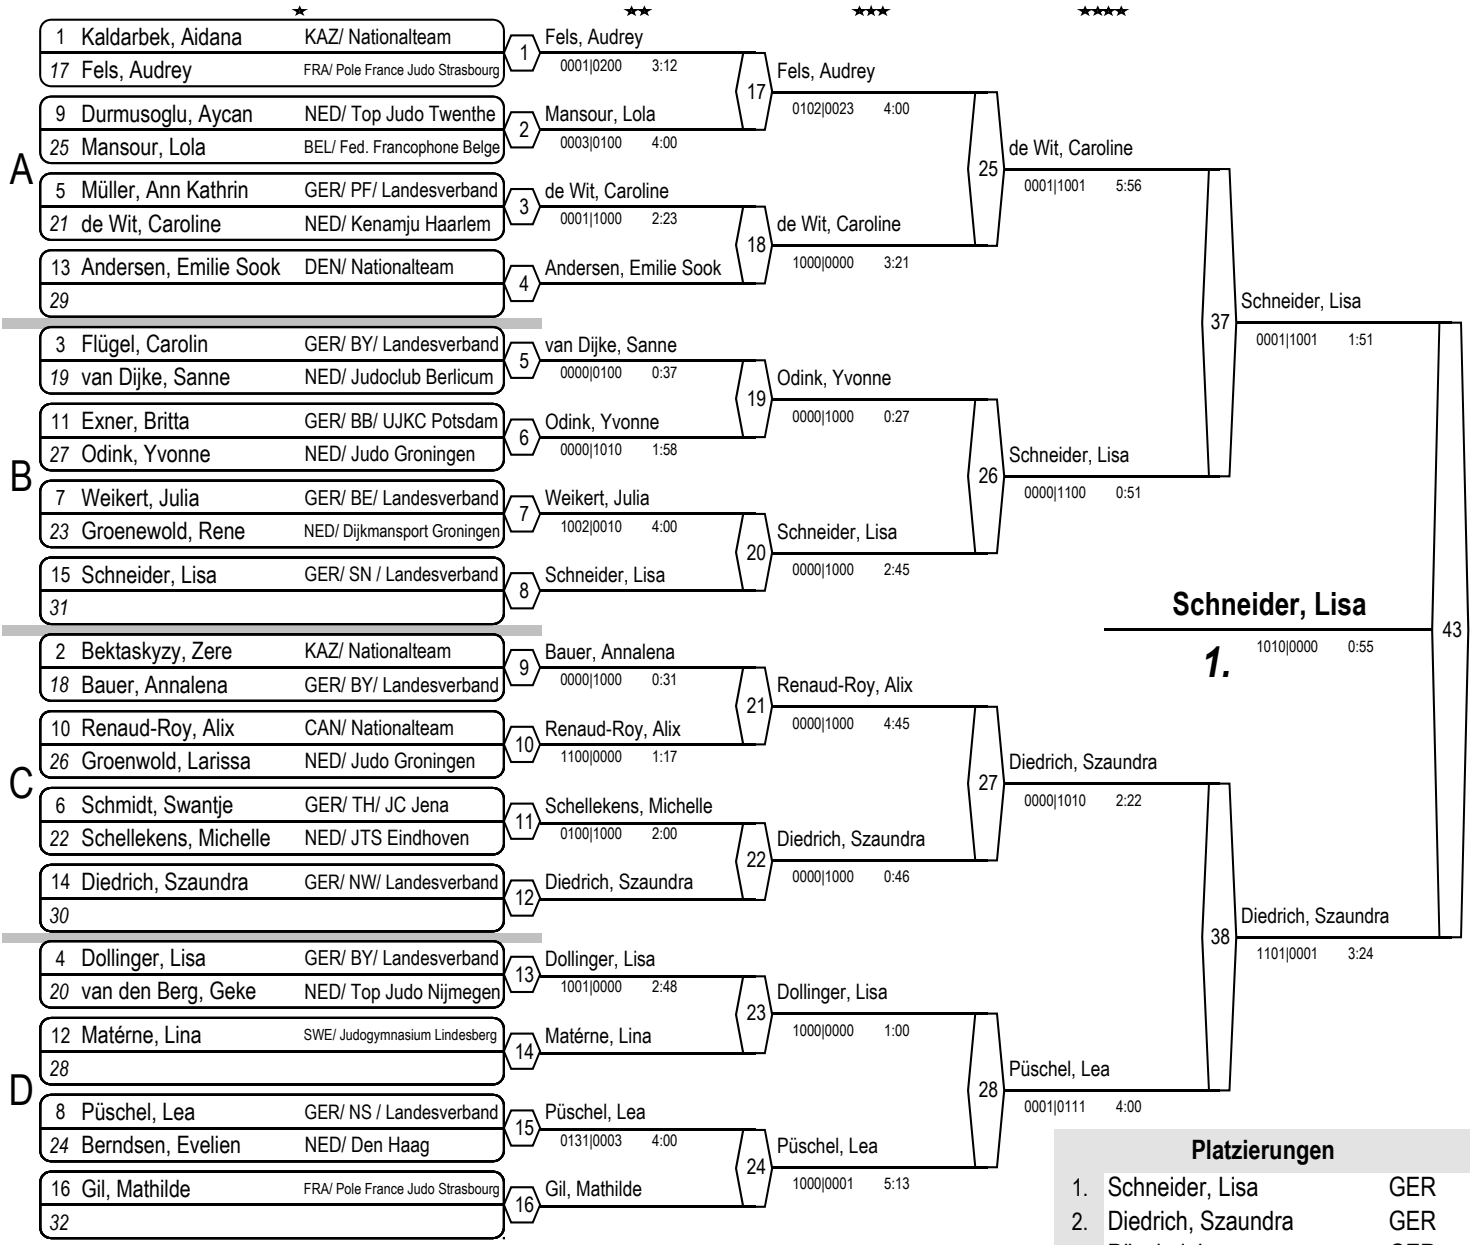 A
1 Kaldarbek, Aidana KAZ/ Nationalteam
17 Fels, Audrey FRA/ Pole France Judo Strasbourg
9 Durmusoglu, Aycan NED/ Top Judo Twenthe
25 Mansour, Lola BEL/ Fed. Francophone Belge
5 Müller, Ann Kathrin GER/ PF/ Landesverband
21 de Wit, Caroline NED/ Kenamju Haarlem
13 Andersen, Emilie Sook DEN/ Nationalteam
29
B
3 Flügel, Carolin GER/ BY/ Landesverband
19 van Dijke, Sanne NED/ Judoclub Berlicum
11 Exner, Britta GER/ BB/ UJKC Potsdam
27 Odink, Yvonne NED/ Judo Groningen
7 Weikert, Julia GER/ BE/ Landesverband
23 Groenewold, Rene NED/ Dijkmansport Groningen
15 Schneider, Lisa GER/ SN / Landesverband
31
C
2 Bektaskyzy, Zere KAZ/ Nationalteam
18 Bauer, Annalena GER/ BY/ Landesverband
10 Renaud-Roy, Alix CAN/ Nationalteam
26 Groenwold, Larissa NED/ Judo Groningen
6 Schmidt, Swantje GER/ TH/ JC Jena
22 Schellekens, Michelle NED/ JTS Eindhoven
14 Diedrich, Szaundra GER/ NW/ Landesverband
30
D
4 Dollinger, Lisa GER/ BY/ Landesverband
20 van den Berg, Geke NED/ Top Judo Nijmegen
12 Matérne, Lina SWE/ Judogymnasium Lindesberg
28
8 Püschel, Lea GER/ NS / Landesverband
24 Berndsen, Evelien NED/ Den Haag
16 Gil, Mathilde FRA/ Pole France Judo Strasbourg
32
1 Fels, Audrey
0001|0200 3:12
2 Mansour, Lola
0003|0100 4:00
3 de Wit, Caroline
0001|1000 2:23
4 Andersen, Emilie Sook
5 van Dijke, Sanne
0000|0100 0:37
6 Odink, Yvonne
0000|1010 1:58
7 Weikert, Julia
1002|0010 4:00
8 Schneider, Lisa
9 Bauer, Annalena
0000|1000 0:31
10 Renaud-Roy, Alix
1100|0000 1:17
11 Schellekens, Michelle
0100|1000 2:00
12 Diedrich, Szaundra
13 Dollinger, Lisa
1001|0000 2:48
14 Matérne, Lina
15 Püschel, Lea
0131|0003 4:00
16 Gil, Mathilde
17 Fels, Audrey
0102|0023 4:00
18 de Wit, Caroline
1000|0000 3:21
19 Odink, Yvonne
0000|1000 0:27
20 Schneider, Lisa
0000|1000 2:45
21 Renaud-Roy, Alix
0000|1000 4:45
22 Diedrich, Szaundra
0000|1000 0:46
23 Dollinger, Lisa
1000|0000 1:00
24 Püschel, Lea
1000|0001 5:13
25 de Wit, Caroline
0001|1001 5:56
26 Schneider, Lisa
0000|1100 0:51
27 Diedrich, Szaundra
0000|1010 2:22
28 Püschel, Lea
0001|0111 4:00
37 Schneider, Lisa
0001|1001 1:51
38 Diedrich, Szaundra
1101|0001 3:24
43 Schneider, Lisa
1. 1010|0000 0:55
Platzierungen
1. Schneider, Lisa GER
2. Diedrich, Szaundra GER